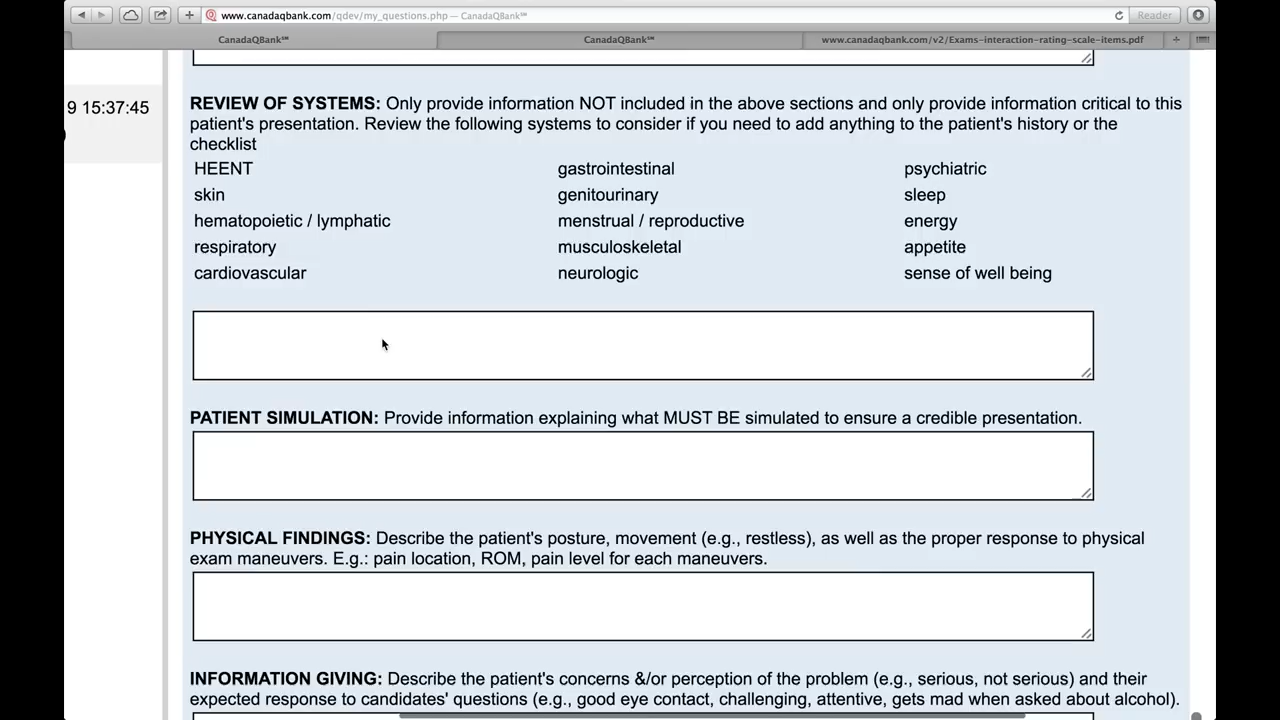 www.canadaqbank.com/qdev/my_questions.php — CanadaQBank℠
Reader
CanadaQBank℠
CanadaQBank℠
www.canadaqbank.com/v2/Exams-interaction-rating-scale-items.pdf
9 15:37:45
REVIEW OF SYSTEMS: Only provide information NOT included in the above sections and only provide information critical to this
patient's presentation. Review the following systems to consider if you need to add anything to the patient's history or the
checklist
HEENT gastrointestinal psychiatric
skin genitourinary sleep
hematopoietic / lymphatic menstrual / reproductive energy
respiratory musculoskeletal appetite
cardiovascular neurologic sense of well being
PATIENT SIMULATION: Provide information explaining what MUST BE simulated to ensure a credible presentation.
PHYSICAL FINDINGS: Describe the patient's posture, movement (e.g., restless), as well as the proper response to physical
exam maneuvers. E.g.: pain location, ROM, pain level for each maneuvers.
INFORMATION GIVING: Describe the patient's concerns &/or perception of the problem (e.g., serious, not serious) and their
expected response to candidates' questions (e.g., good eye contact, challenging, attentive, gets mad when asked about alcohol).